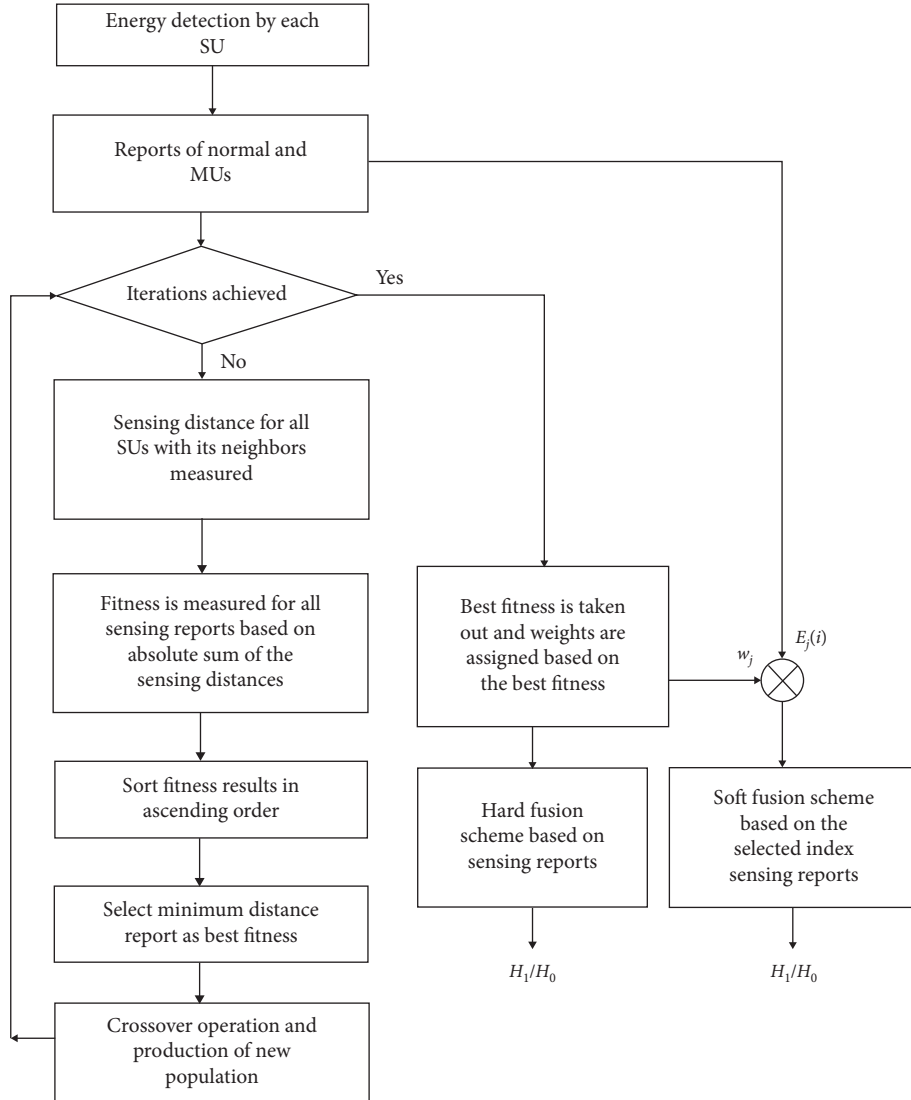 Energy detection by each
SU
Reports of normal and
MUs
Iterations achieved
Yes
No
Sensing distance for all
SUs with its neighbors
measured
Fitness is measured for all
sensing reports based on
absolute sum of the
sensing distances
Sort fitness results in
ascending order
Select minimum distance
report as best fitness
Crossover operation and
production of new
population
Best fitness is taken
out and weights are
assigned based on
the best fitness
w_j
E_j(i)
Hard fusion
scheme based on
sensing reports
Soft fusion scheme
based on the
selected index
sensing reports
H_1/H_0
H_1/H_0